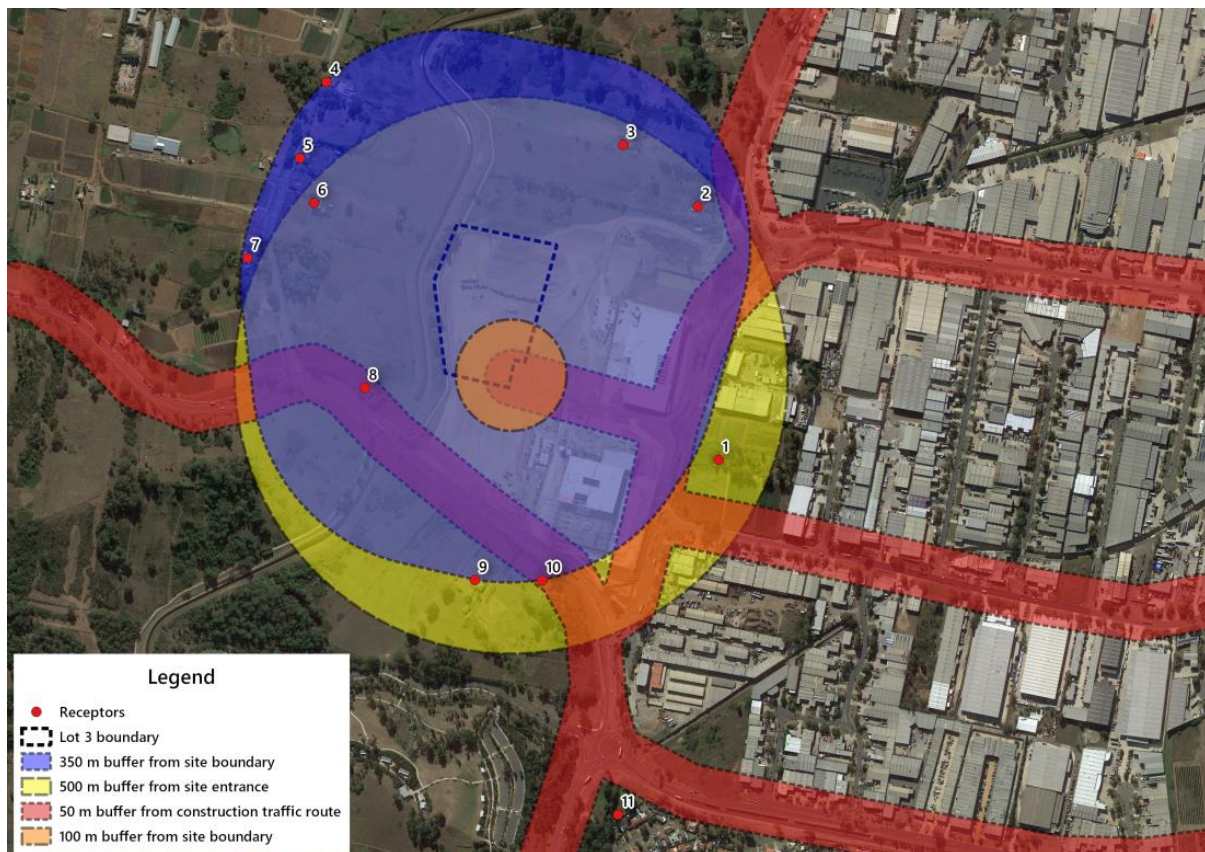 4
3
5
6
2
7
8
1
9
10
11
Legend
Receptors
Lot 3 boundary
350 m buffer from site boundary
500 m buffer from site entrance
50 m buffer from construction traffic route
100 m buffer from site boundary